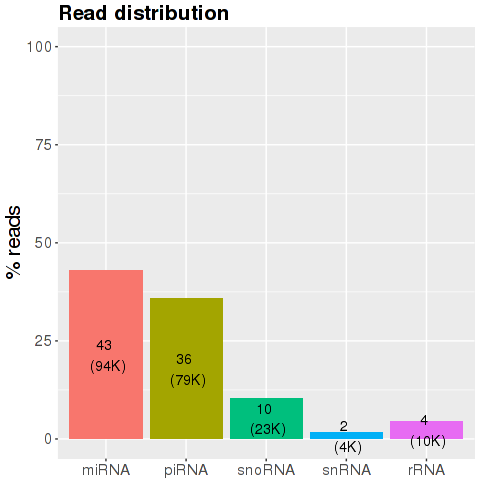 Read distribution
% reads
100
75
50
25
0
43
(94K)
36
(79K)
10
(23K)
2
(4K)
4
(10K)
miRNA
piRNA
snoRNA
snRNA
rRNA